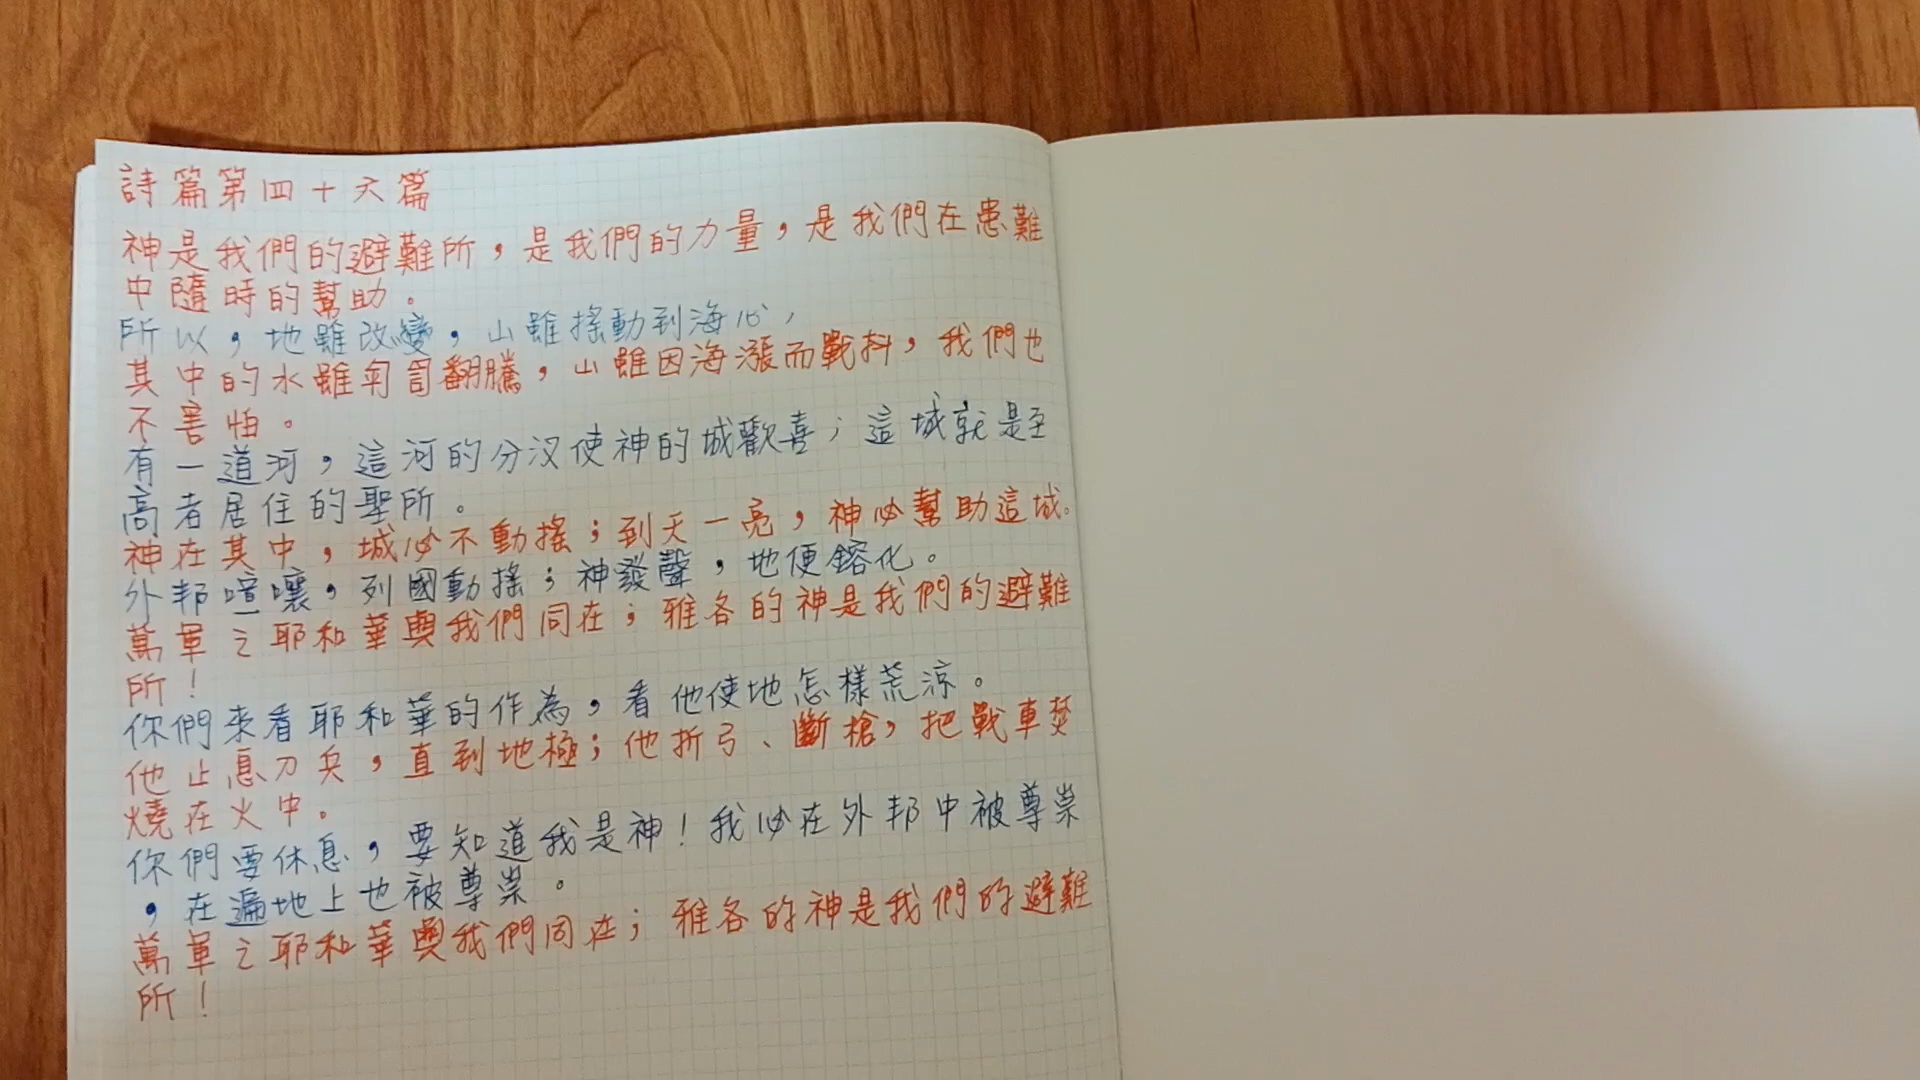 詩篇第四十六篇
神是我們的避難所，是我們的力量，是我們在患難
中隨時的幫助。
所以，地雖改變，山雖搖動到海心，
其中的水雖匉訇翻騰，山雖因海漲而戰抖，我們也
不害怕。
有一道河，這河的分汊使神的城歡喜；這城就是至
高者居住的聖所。
神在其中，城必不動搖；到天一亮，神必幫助這城。
外邦喧嚷，列國動搖；神發聲，地便鎔化。
萬軍之耶和華與我們同在；雅各的神是我們的避難
所！
你們來看耶和華的作為，看他使地怎樣荒涼。
他止息刀兵，直到地極；他折弓、斷槍，把戰車焚
燒在火中。
你們要休息，要知道我是神！我必在外邦中被尊崇
，在遍地上也被尊崇。
萬軍之耶和華與我們同在；雅各的神是我們的避難
所！